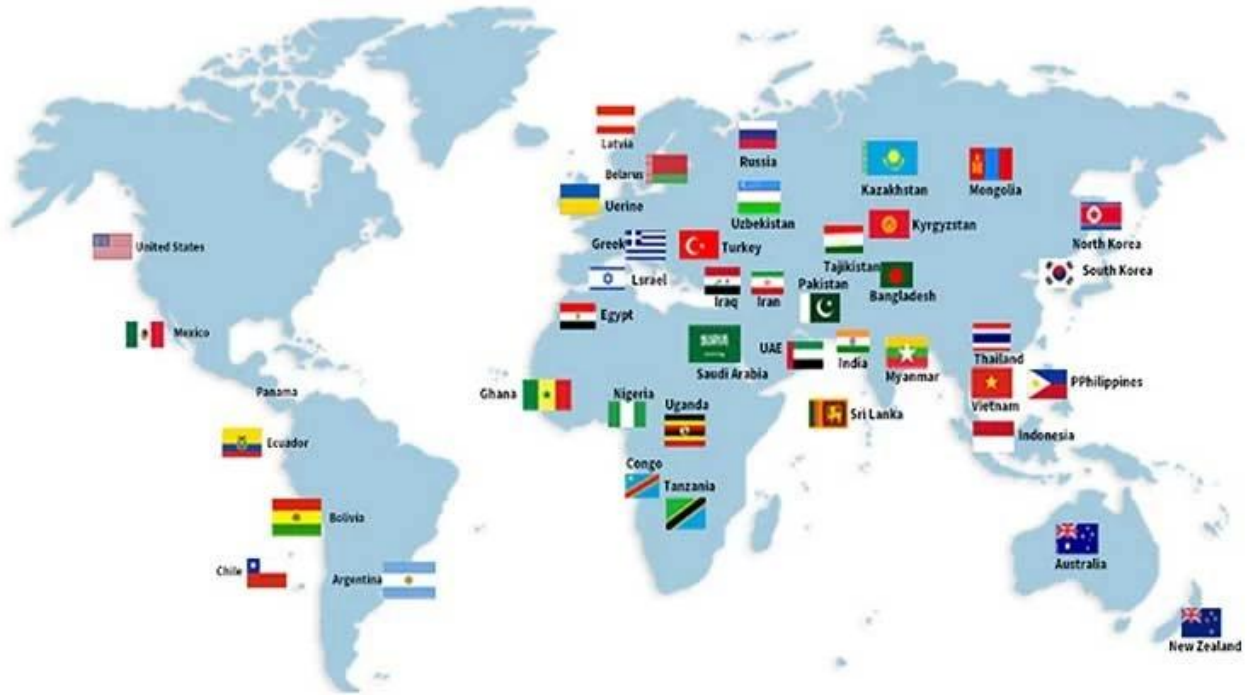 Latvia
Russia
Belarus
Kazakhstan
Mongolia
Uerine
Uzbekistan
Kyrgyzstan
North Korea
United States
Greek
Turkey
Tajikistan
South Korea
Lsrael
Iraq
Iran
Pakistan
Bangladesh
Egypt
Mexico
Saudi Arabia
UAE
India
Myanmar
Thailand
Panama
Ghana
Nigeria
Uganda
Sri Lanka
Vietnam
PPhilippines
Ecuador
Indonesia
Congo
Tanzania
Bolivia
Chile
Argentina
Australia
New Zealand